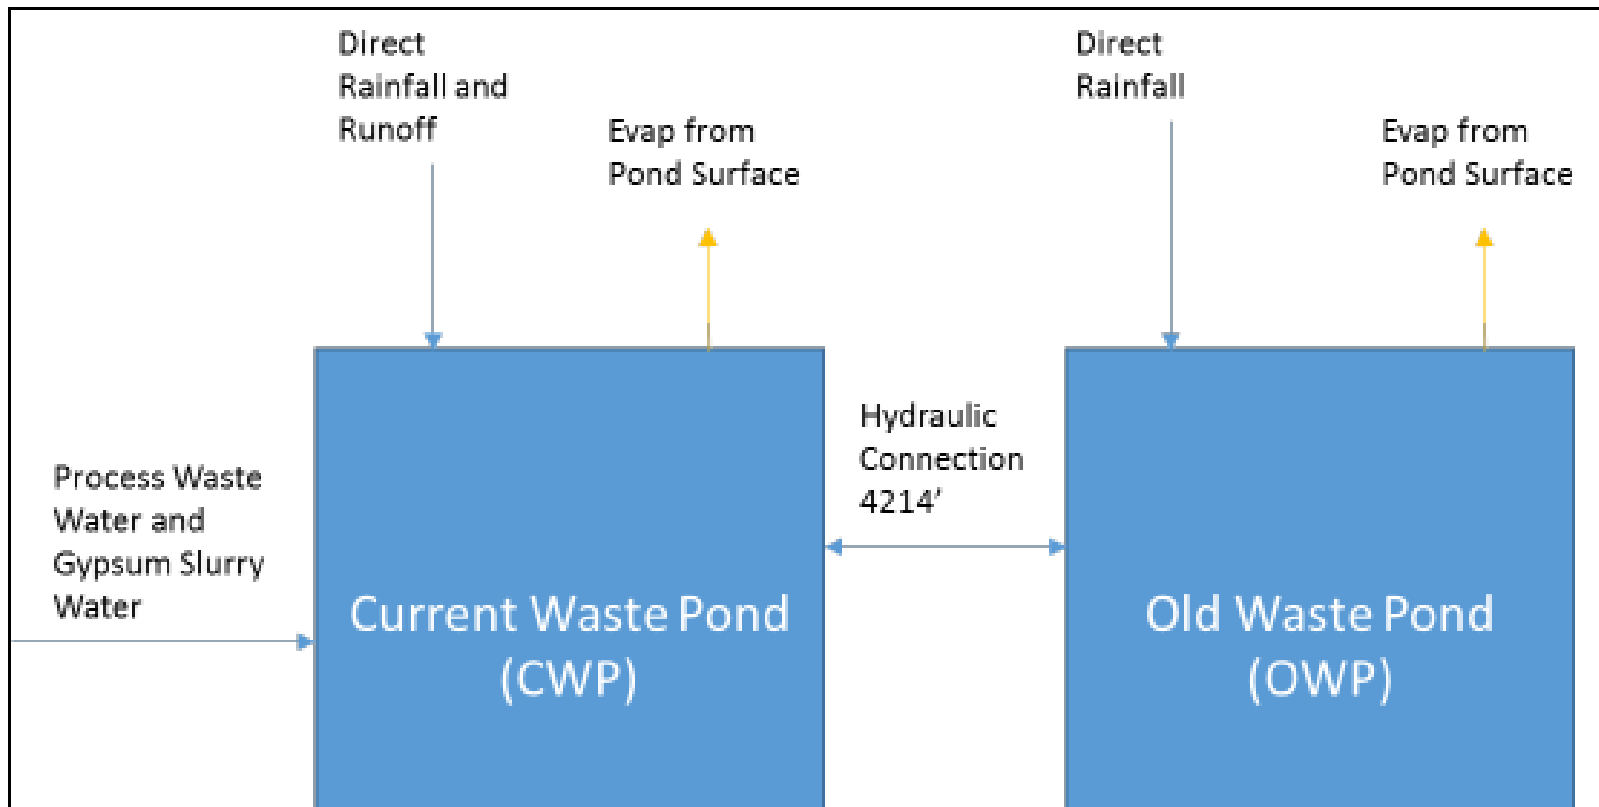 Direct
Rainfall and
Runoff
Evap from
Pond Surface
Direct
Rainfall
Evap from
Pond Surface
Hydraulic
Connection
4214’
Process Waste
Water and
Gypsum Slurry
Water
Current Waste Pond
(CWP)
Old Waste Pond
(OWP)